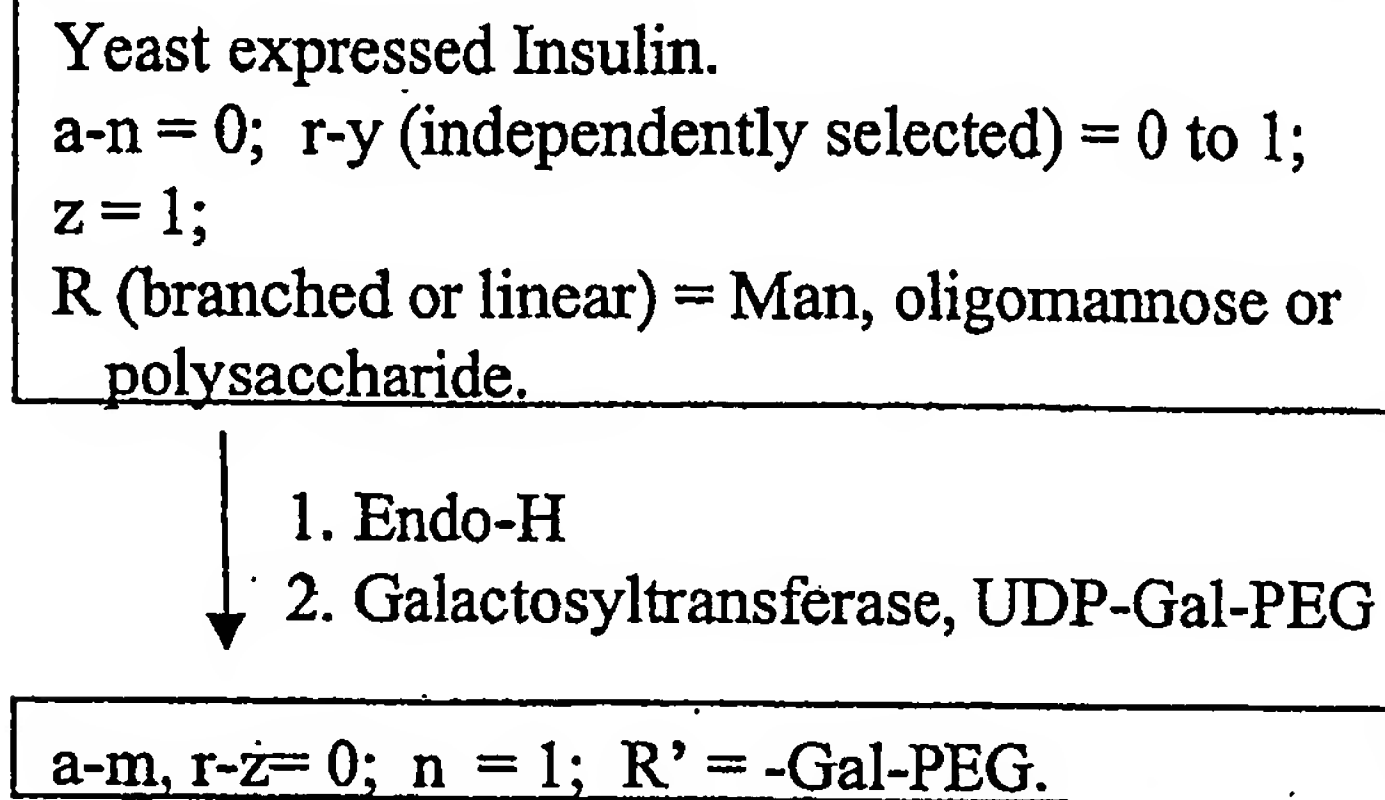 Yeast expressed Insulin.
a-n = 0; r-y (independently selected) = 0 to 1;
z = 1;
R (branched or linear) = Man, oligomannose or
polysaccharide.
1. Endo-H
2. Galactosyltransferase, UDP-Gal-PEG
a-m, r-z= 0; n = 1; R’ = -Gal-PEG.